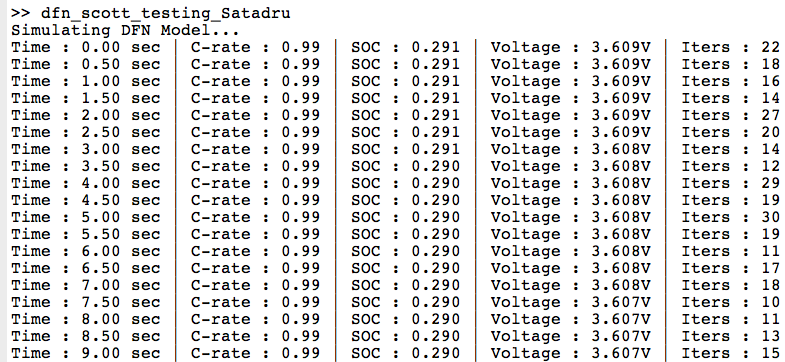 >> dfn_scott_testing_Satadru
Simulating DFN Model...
Time : 0.00 sec | C-rate : 0.99 | SOC : 0.291 | Voltage : 3.609V | Iters : 22
Time : 0.50 sec | C-rate : 0.99 | SOC : 0.291 | Voltage : 3.609V | Iters : 18
Time : 1.00 sec | C-rate : 0.99 | SOC : 0.291 | Voltage : 3.609V | Iters : 16
Time : 1.50 sec | C-rate : 0.99 | SOC : 0.291 | Voltage : 3.609V | Iters : 14
Time : 2.00 sec | C-rate : 0.99 | SOC : 0.291 | Voltage : 3.609V | Iters : 27
Time : 2.50 sec | C-rate : 0.99 | SOC : 0.291 | Voltage : 3.609V | Iters : 20
Time : 3.00 sec | C-rate : 0.99 | SOC : 0.291 | Voltage : 3.608V | Iters : 14
Time : 3.50 sec | C-rate : 0.99 | SOC : 0.290 | Voltage : 3.608V | Iters : 12
Time : 4.00 sec | C-rate : 0.99 | SOC : 0.290 | Voltage : 3.608V | Iters : 29
Time : 4.50 sec | C-rate : 0.99 | SOC : 0.290 | Voltage : 3.608V | Iters : 19
Time : 5.00 sec | C-rate : 0.99 | SOC : 0.290 | Voltage : 3.608V | Iters : 30
Time : 5.50 sec | C-rate : 0.99 | SOC : 0.290 | Voltage : 3.608V | Iters : 19
Time : 6.00 sec | C-rate : 0.99 | SOC : 0.290 | Voltage : 3.608V | Iters : 11
Time : 6.50 sec | C-rate : 0.99 | SOC : 0.290 | Voltage : 3.608V | Iters : 17
Time : 7.00 sec | C-rate : 0.99 | SOC : 0.290 | Voltage : 3.608V | Iters : 18
Time : 7.50 sec | C-rate : 0.99 | SOC : 0.290 | Voltage : 3.607V | Iters : 10
Time : 8.00 sec | C-rate : 0.99 | SOC : 0.290 | Voltage : 3.607V | Iters : 11
Time : 8.50 sec | C-rate : 0.99 | SOC : 0.290 | Voltage : 3.607V | Iters : 13
Time : 9.00 sec | C-rate : 0.99 | SOC : 0.290 | Voltage : 3.607V | Iters : 15